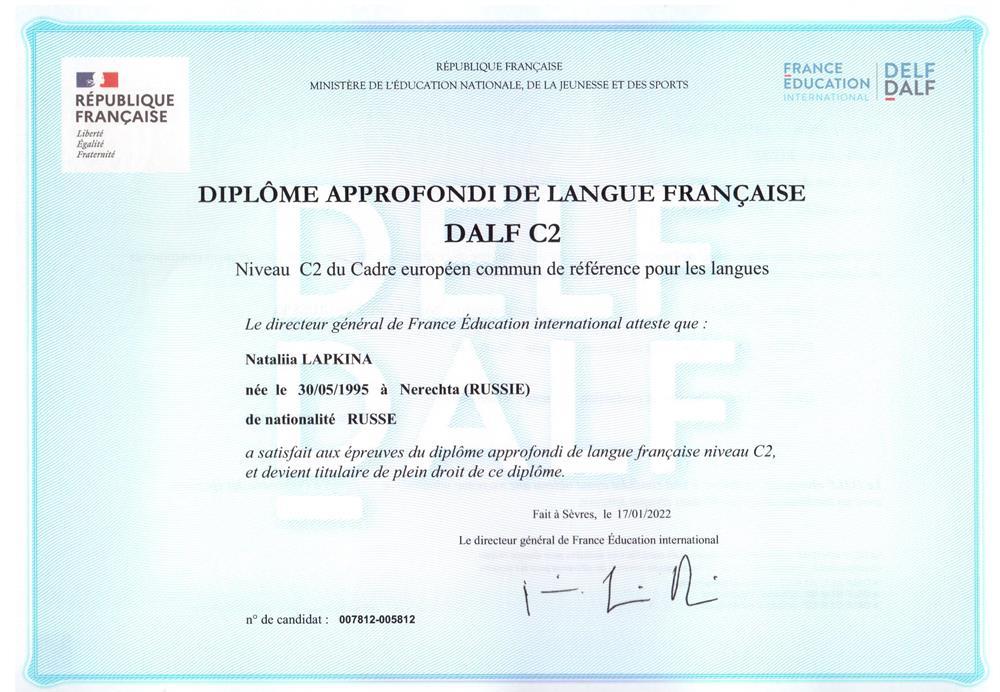 RÉPUBLIQUE
FRANÇAISE
Liberté
Égalité
Fraternité
RÉPUBLIQUE FRANÇAISE
MINISTÈRE DE L'ÉDUCATION NATIONALE, DE LA JEUNESSE ET DES SPORTS
FRANCE
ÉDUCATION
INTERNATIONAL
DELF
DALF
DIPLÔME APPROFONDI DE LANGUE FRANÇAISE
DALF C2
Niveau C2 du Cadre européen commun de référence pour les langues
Le directeur général de France Éducation international atteste que :
Nataliia LAPKINA
née le 30/05/1995 à Nerechta (RUSSIE)
de nationalité RUSSE
a satisfait aux épreuves du diplôme approfondi de langue française niveau C2,
et devient titulaire de plein droit de ce diplôme.
Fait à Sèvres, le 17/01/2022
Le directeur général de France Éducation international
n° de candidat : 007812-005812
DELF
DALF